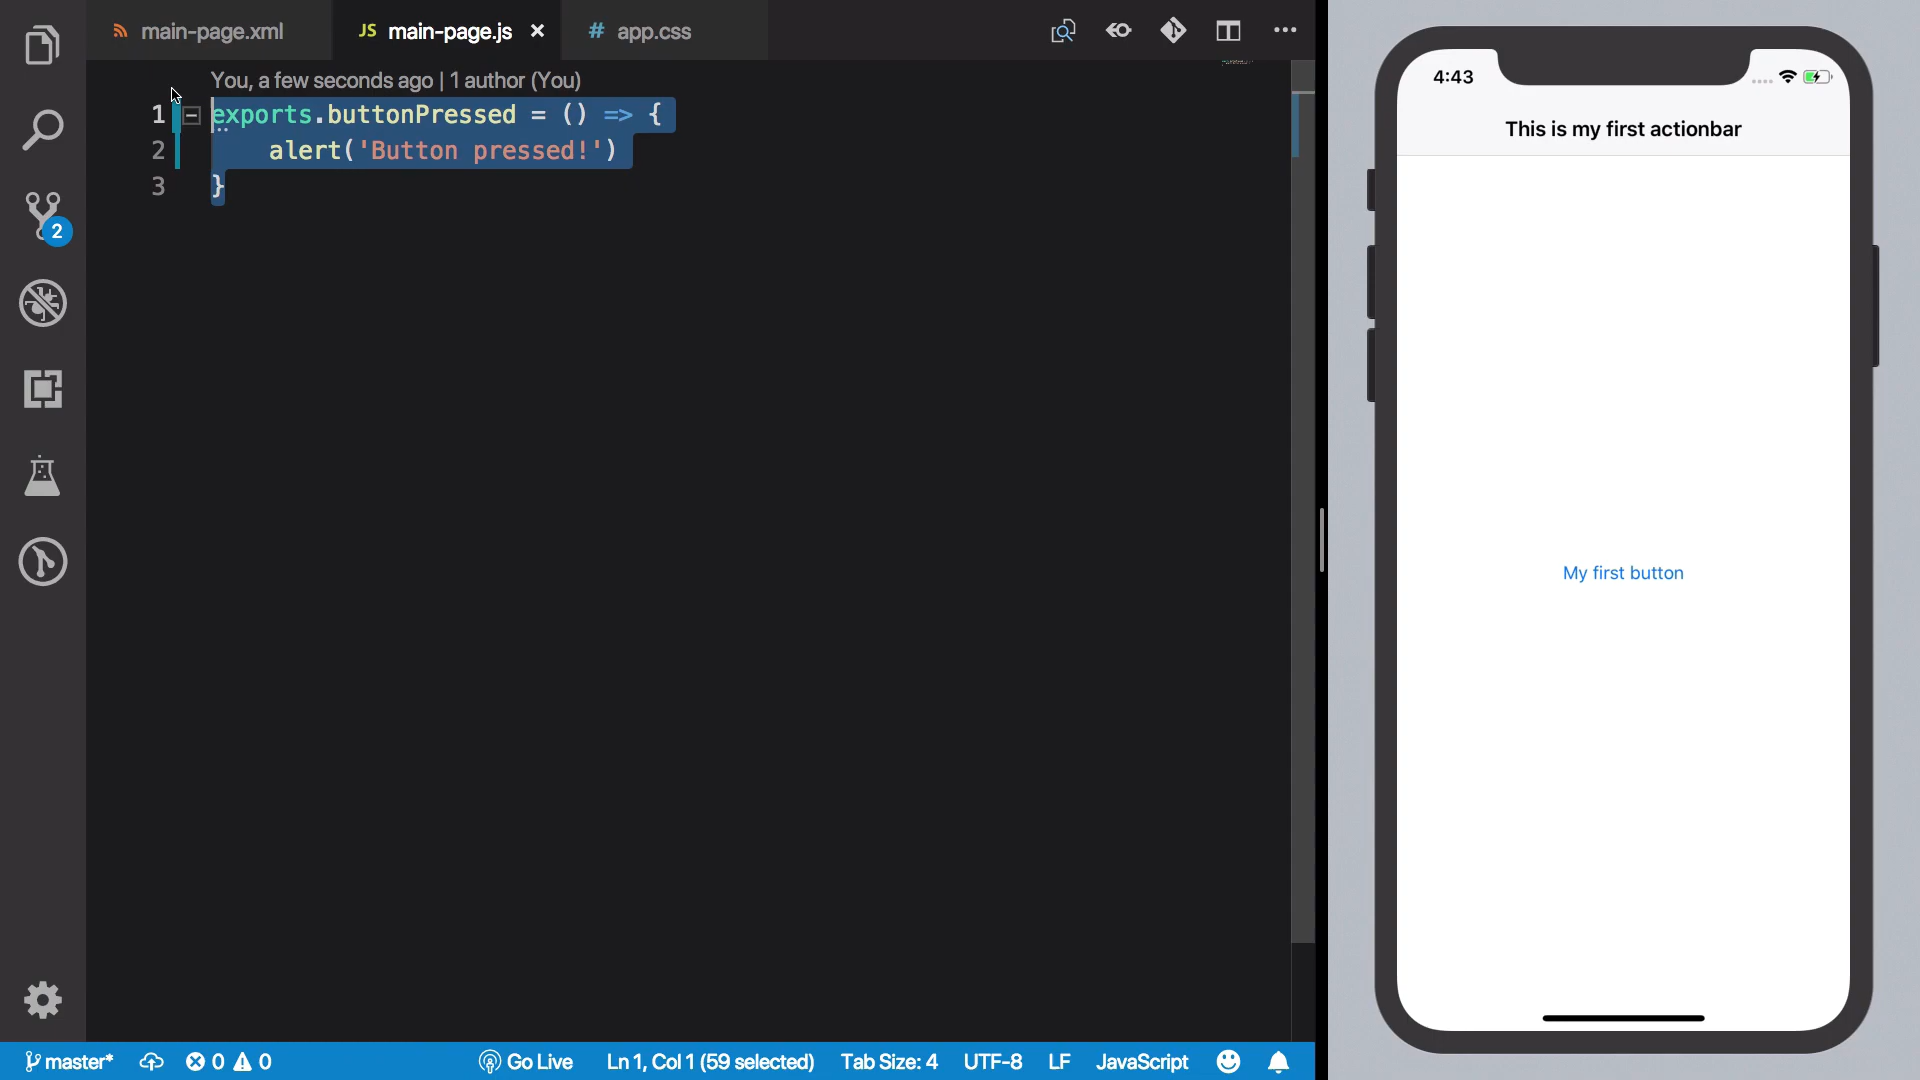 main-page.xml
JS main-page.js
# app.css
You, a few seconds ago | 1 author (You)
1 exports.buttonPressed = () => {
2 alert('Button pressed!')
3 }
2
master* 0 0 Go Live Ln 1, Col 1 (59 selected) Tab Size: 4 UTF-8 LF JavaScript
4:43
This is my first actionbar
My first button